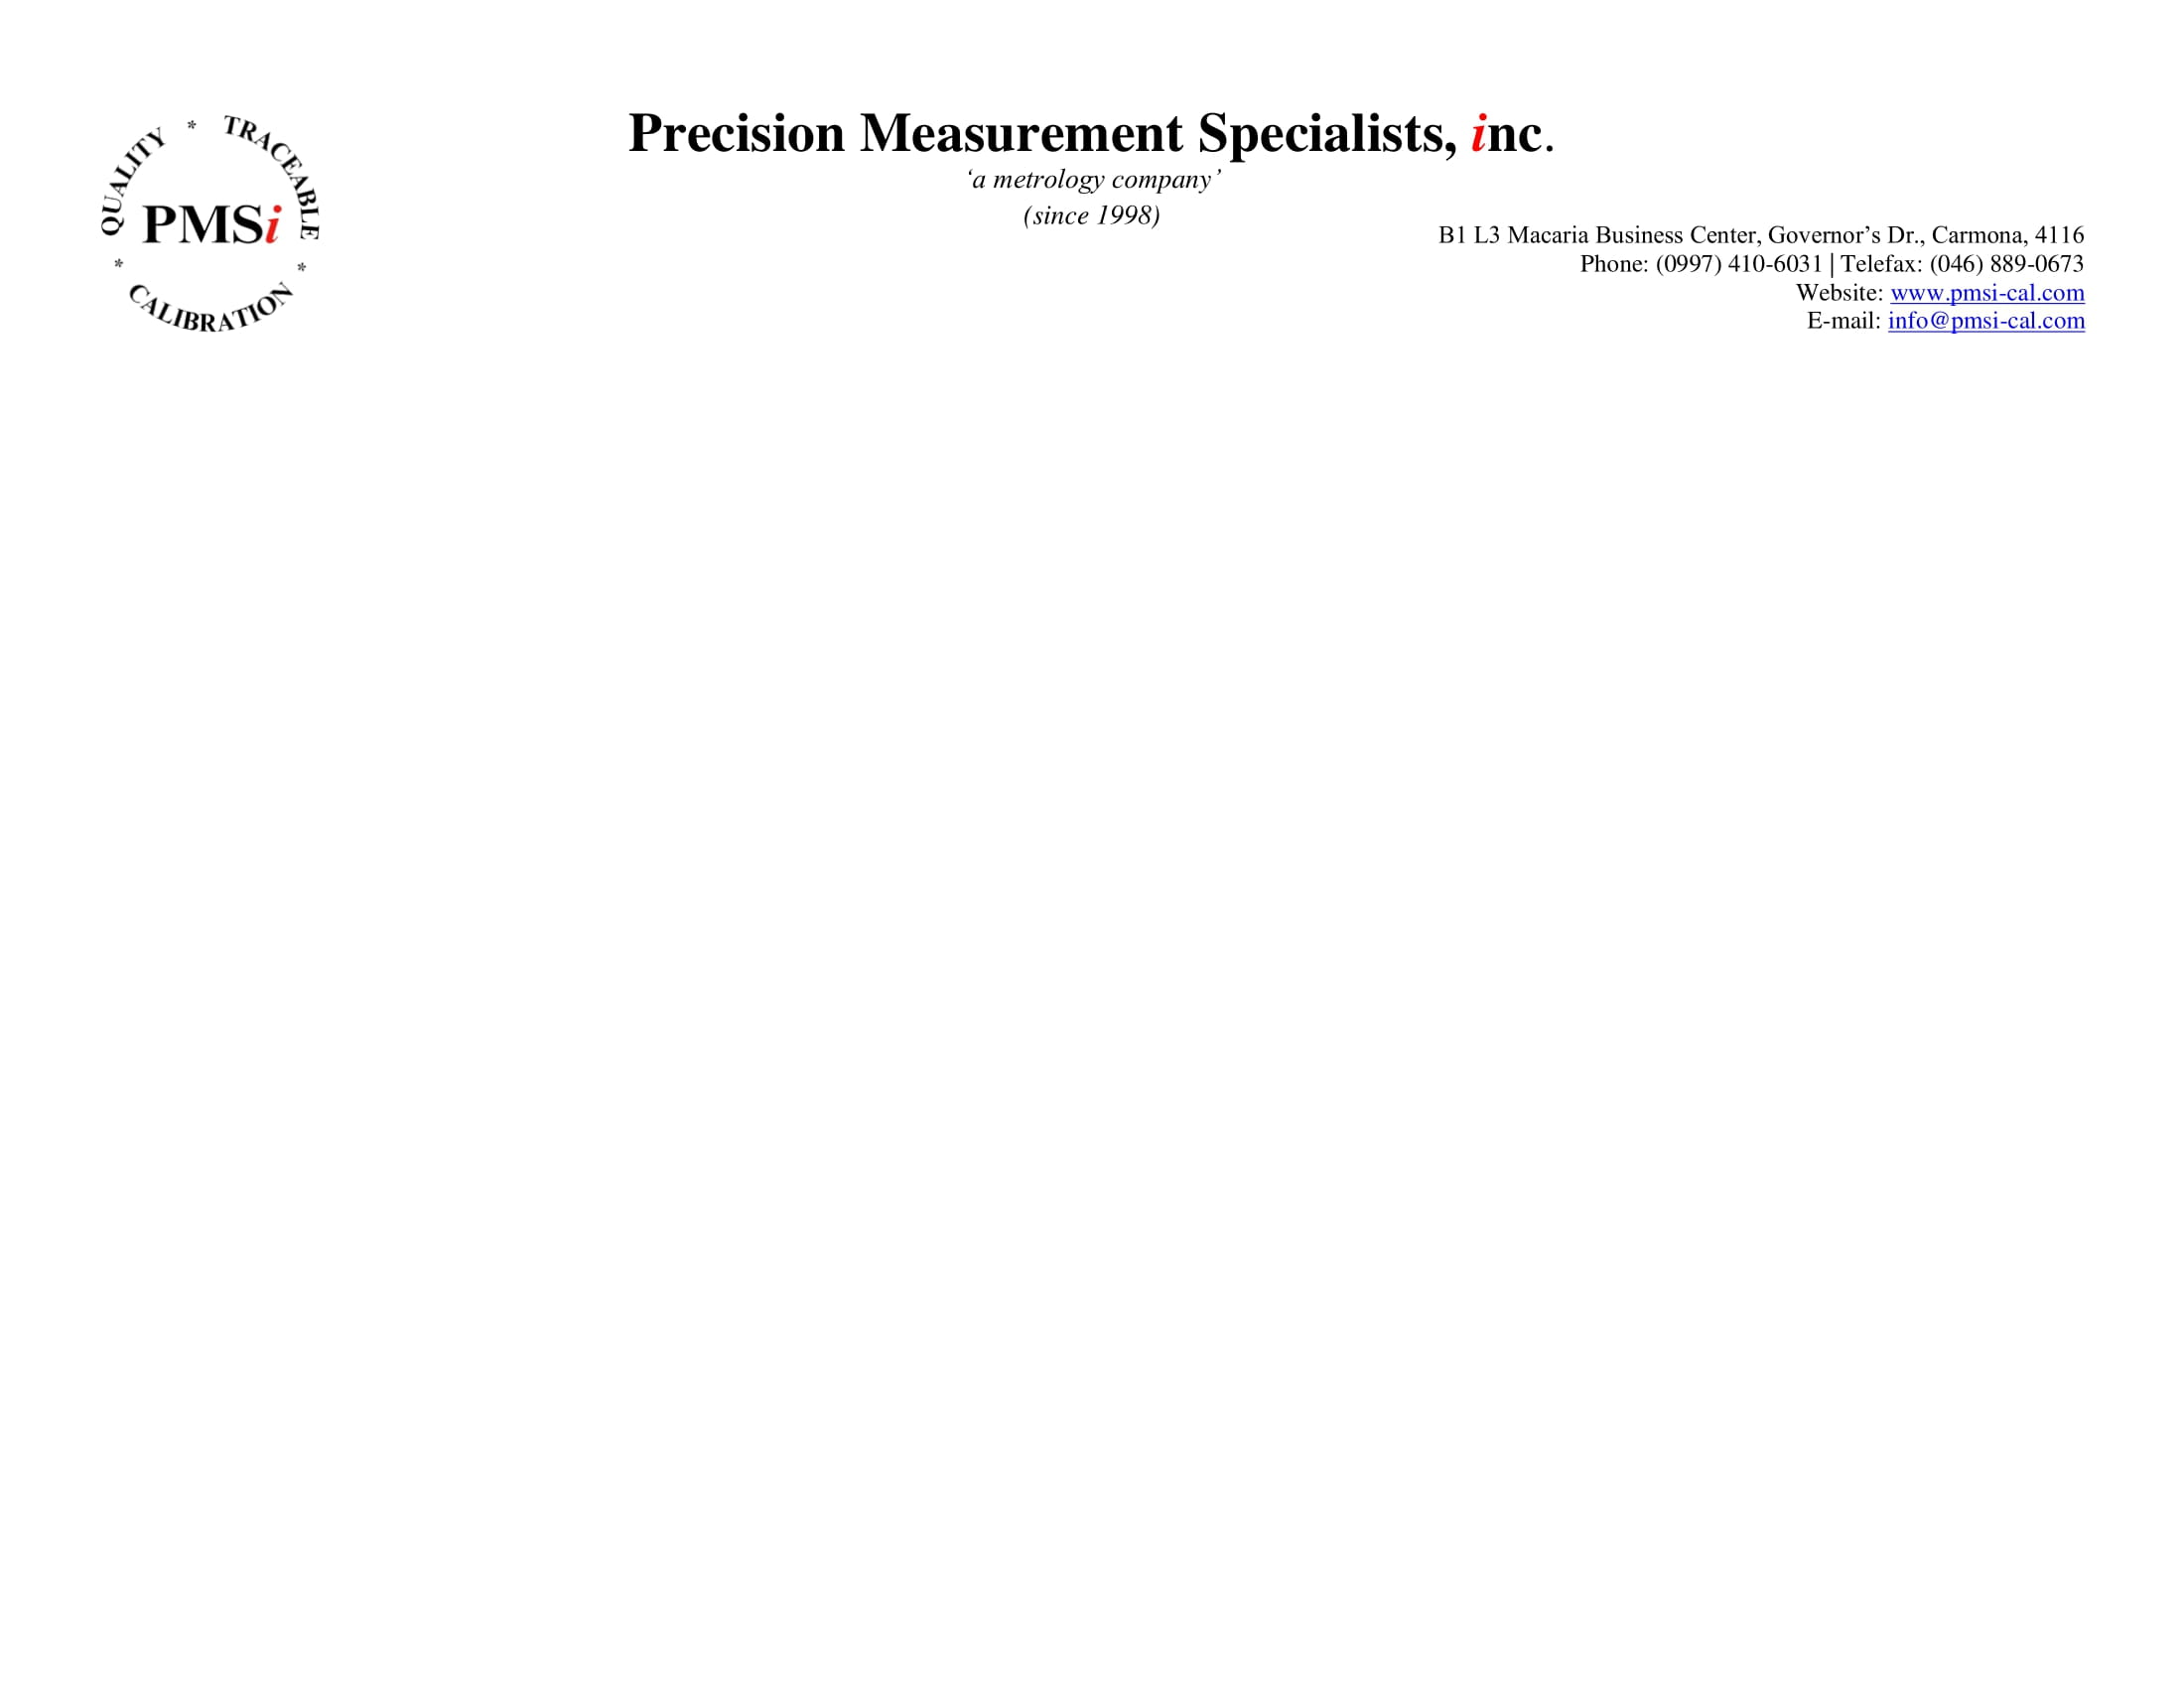 QUALITY * TRACEABLE
PMSi
* CALIBRATION *
Precision Measurement Specialists, inc.
‘a metrology company’
(since 1998)
B1 L3 Macaria Business Center, Governor’s Dr., Carmona, 4116
Phone: (0997) 410-6031 | Telefax: (046) 889-0673
Website: www.pmsi-cal.com
E-mail: info@pmsi-cal.com